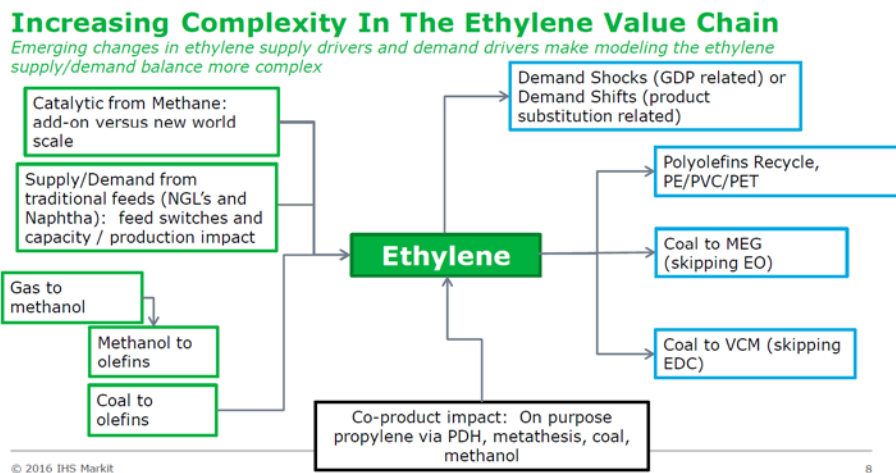 Increasing Complexity In The Ethylene Value Chain
Emerging changes in ethylene supply drivers and demand drivers make modeling the ethylene
supply/demand balance more complex
Catalytic from Methane:
add-on versus new world
scale
Demand Shocks (GDP related) or
Demand Shifts (product
substitution related)
Supply/Demand from
traditional feeds (NGL's and
Naphtha): feed switches and
capacity / production impact
Polyolefins Recycle,
PE/PVC/PET
Ethylene
Coal to MEG
(skipping EO)
Gas to
methanol
Methanol to
olefins
Coal to VCM (skipping
EDC)
Coal to
olefins
Co-product impact: On purpose
propylene via PDH, metathesis, coal,
methanol
© 2016 IHS Markit
8